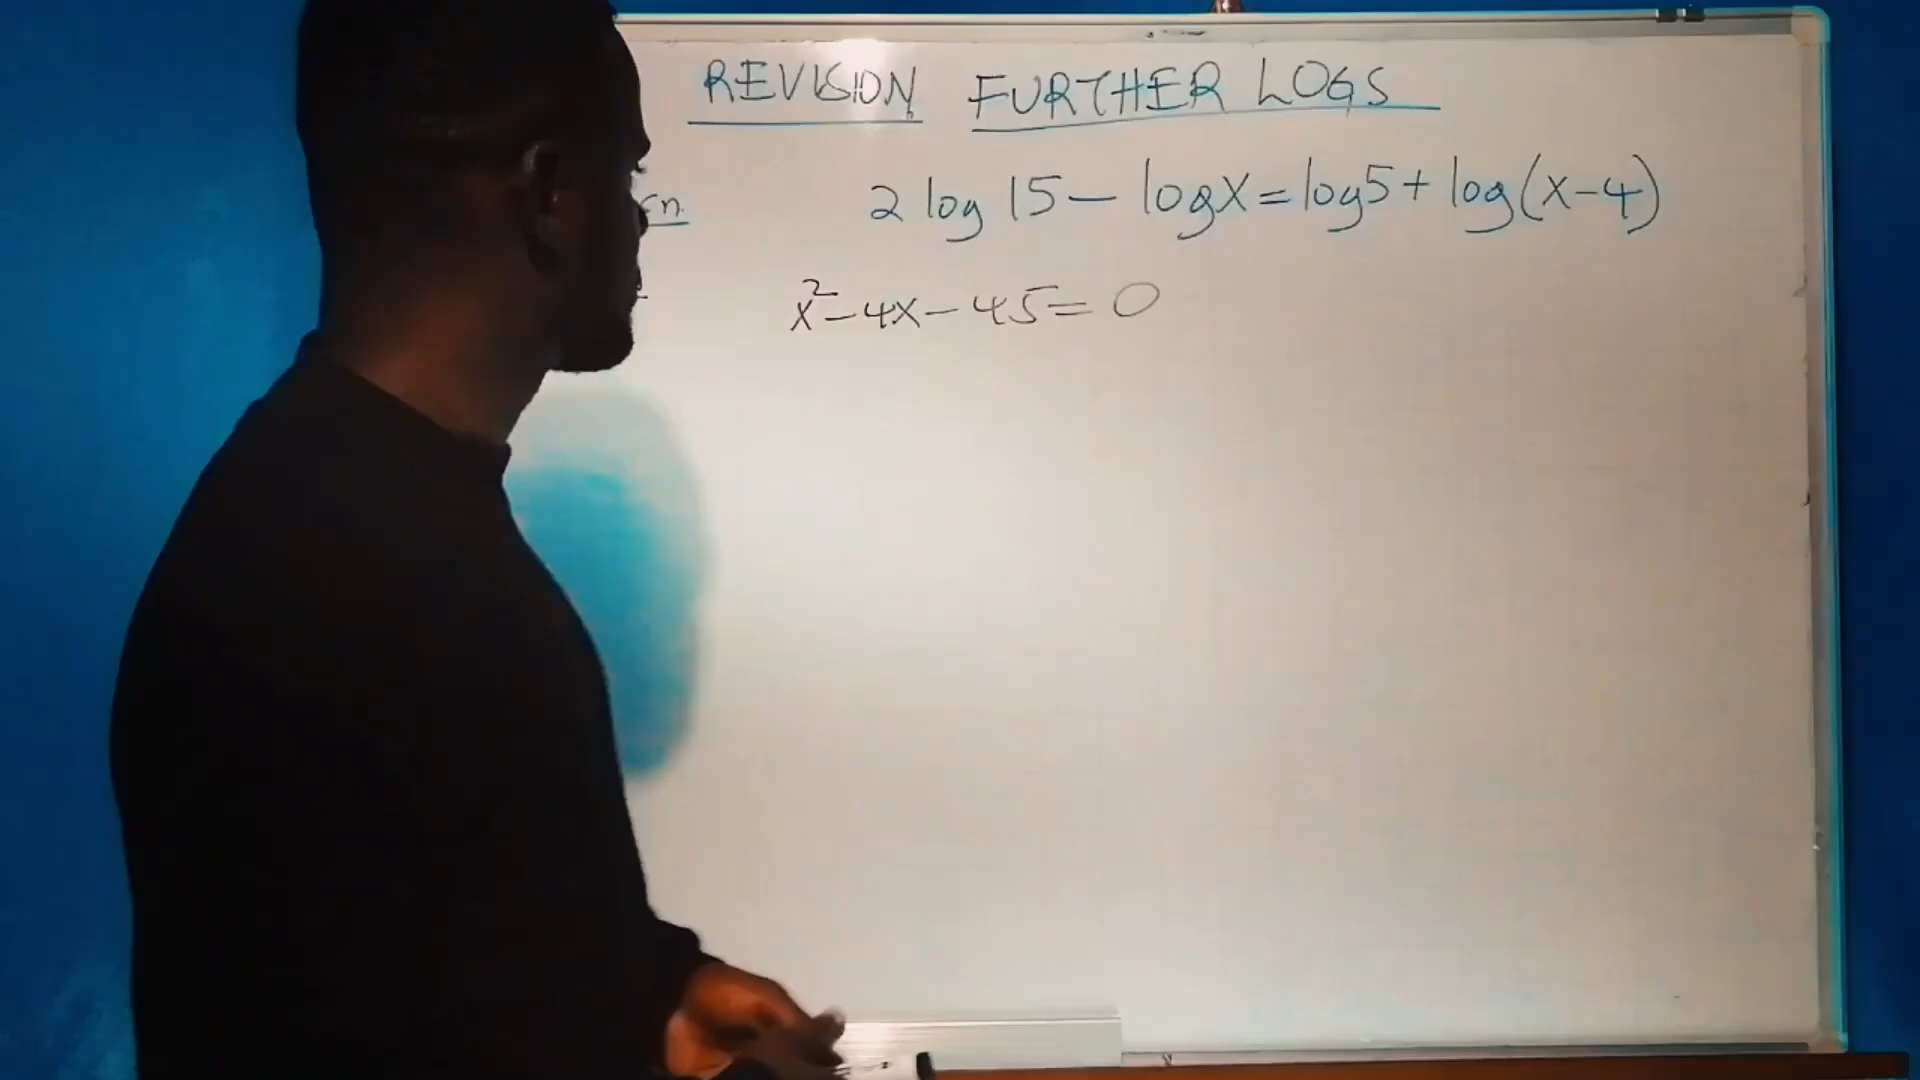 REVISION FURTHER LOGS
2 log 15 - log x = log 5 + log (x-4)
x² - 4x - 45 = 0